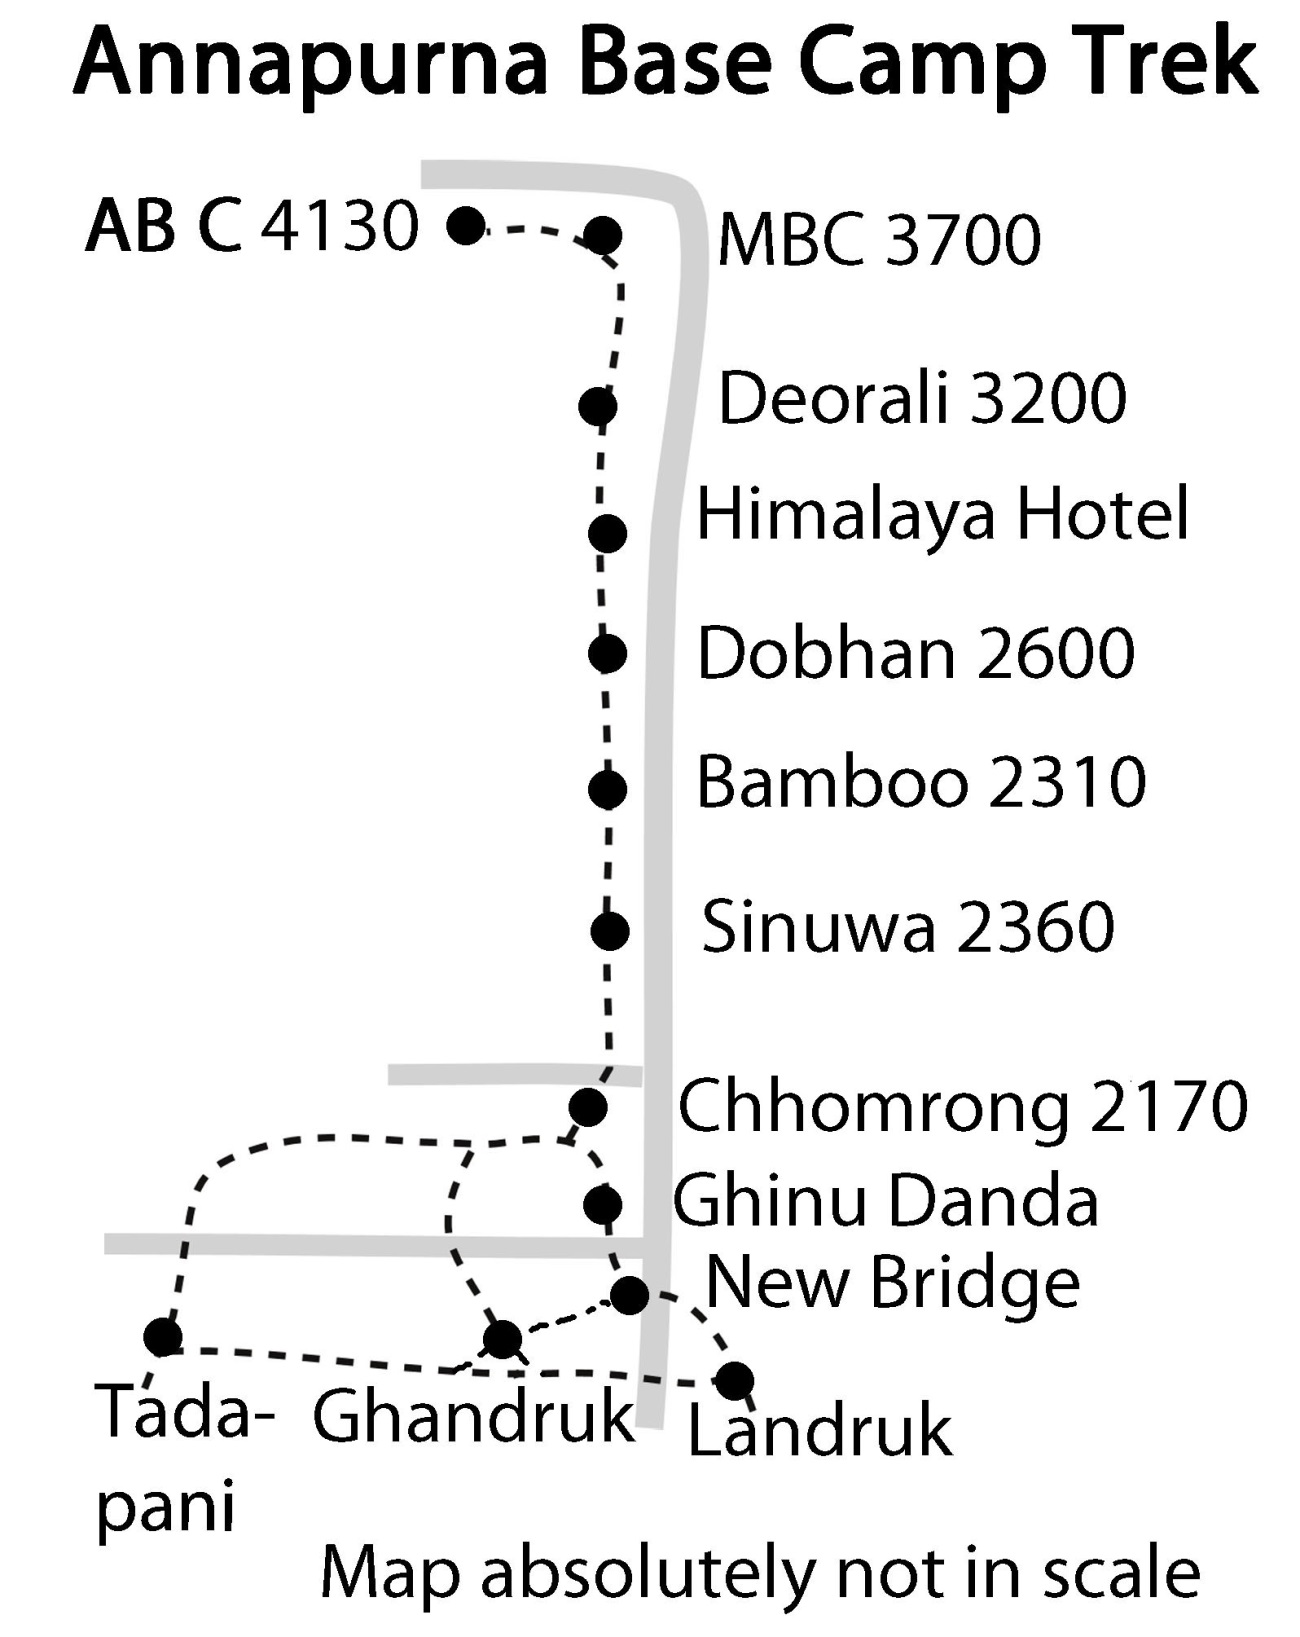 Annapurna Base Camp Trek
AB C 4130
MBC 3700
Deorali 3200
Himalaya Hotel
Dobhan 2600
Bamboo 2310
Sinuwa 2360
Chhomrong 2170
Ghinu Danda
New Bridge
Tada-
pani
Ghandruk
Landruk
Map absolutely not in scale